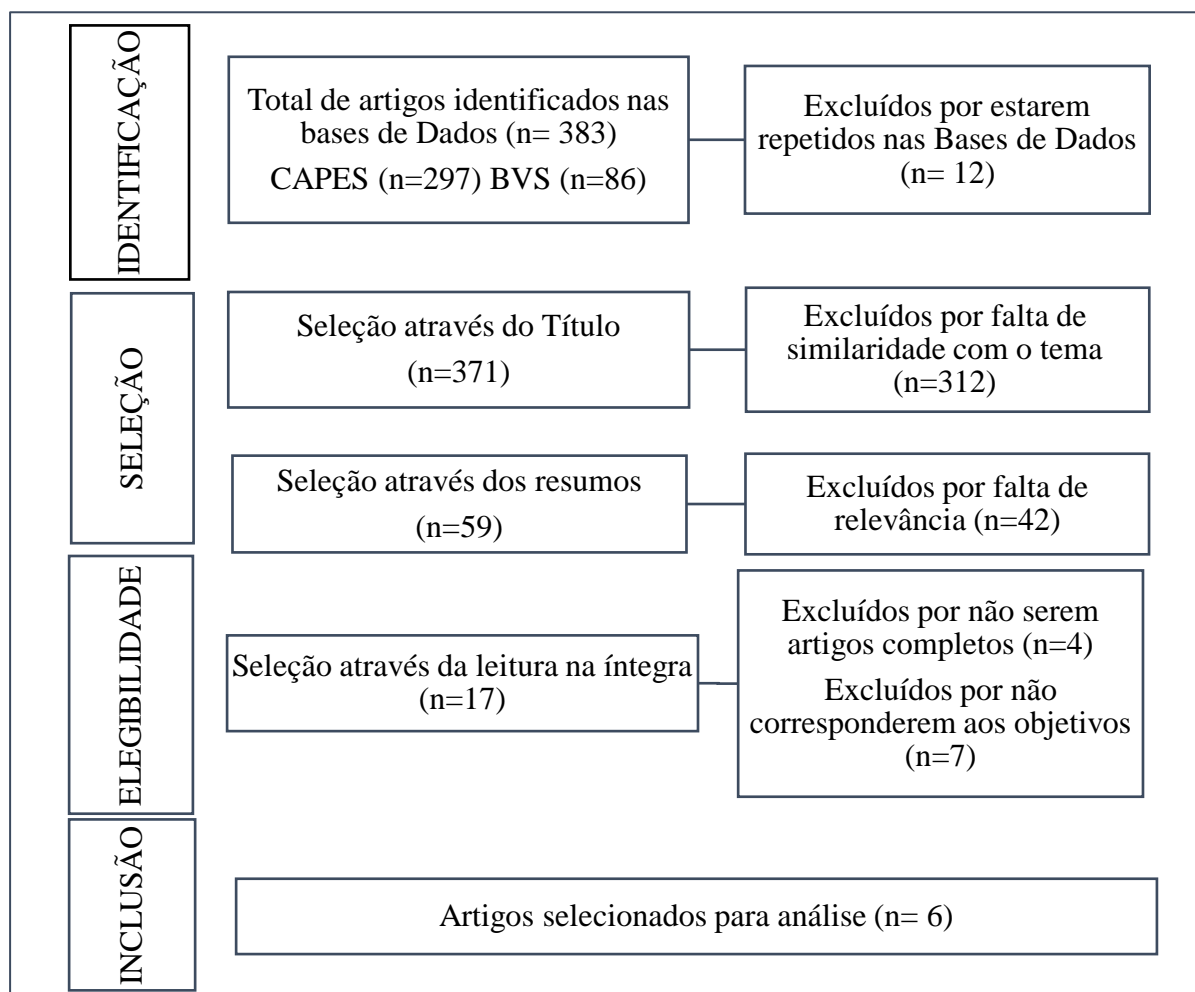 IDENTIFICAÇÃO
Total de artigos identificados nas
bases de Dados (n= 383)
CAPES (n=297) BVS (n=86)
Excluídos por estarem
repetidos nas Bases de Dados
(n= 12)
SELEÇÃO
Seleção através do Título
(n=371)
Excluídos por falta de
similaridade com o tema
(n=312)
Seleção através dos resumos
(n=59)
Excluídos por falta de
relevância (n=42)
ELEGIBILIDADE
Seleção através da leitura na íntegra
(n=17)
Excluídos por não serem
artigos completos (n=4)
Excluídos por não
corresponderem aos objetivos
(n=7)
INCLUSÃO
Artigos selecionados para análise (n= 6)